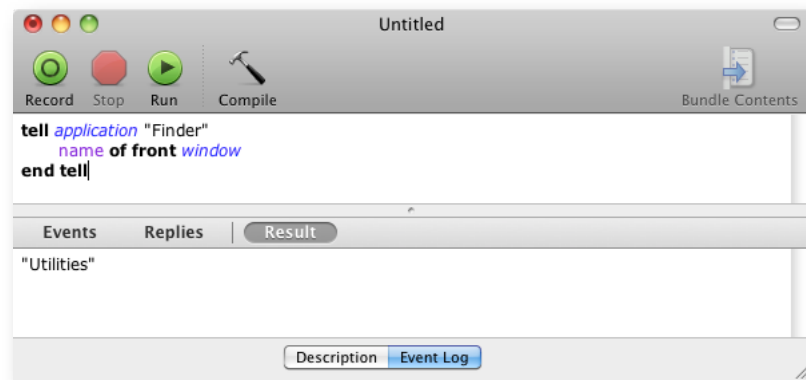 Untitled
Record Stop Run Compile Bundle Contents
tell application "Finder"
name of front window
end tell
Events Replies Result
"Utilities"
Description Event Log